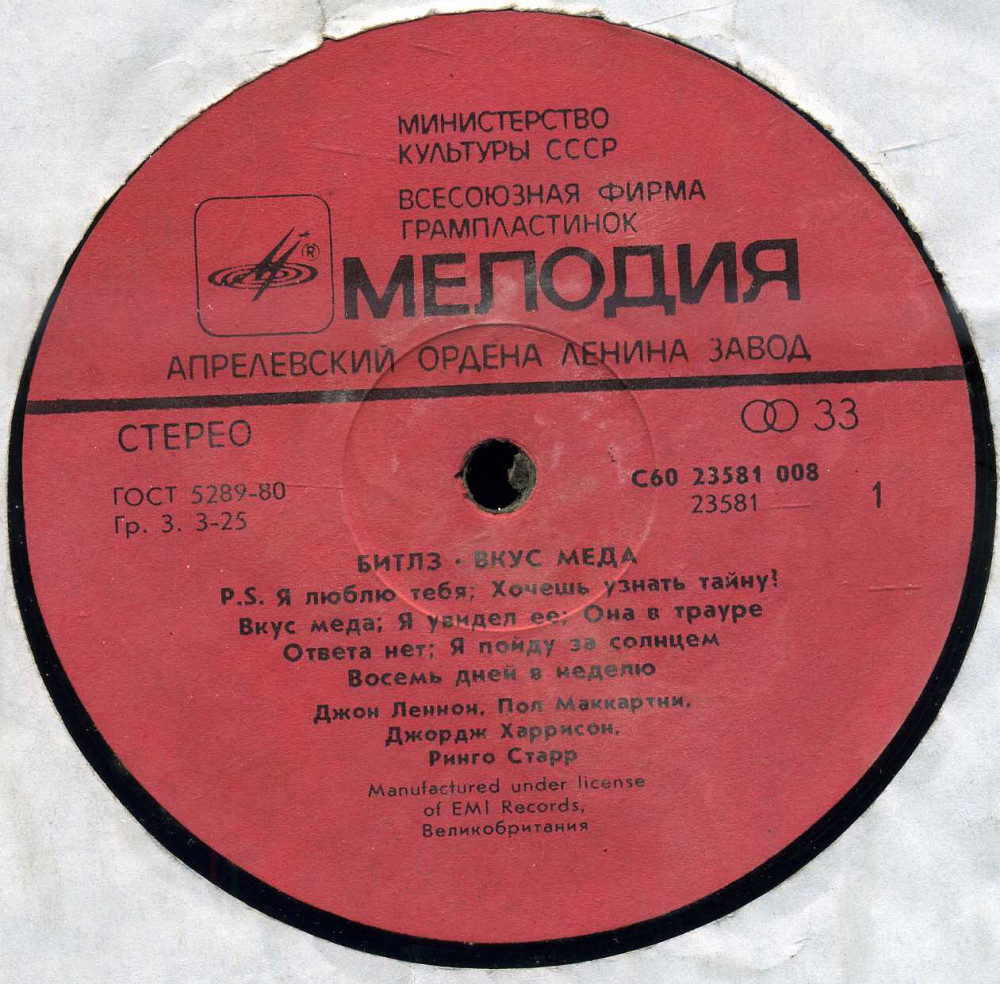 МИНИСТЕРСТВО
КУЛЬТУРЫ СССР
ВСЕСОЮЗНАЯ ФИРМА
ГРАМПЛАСТИНОК
®
МЕЛОДИЯ
АПРЕЛЕВСКИЙ ОРДЕНА ЛЕНИНА ЗАВОД
СТЕРЕО
33
ГОСТ 5289-80
Гр. 3. 3-25
С60 23581 008
23581
1
БИТЛЗ · ВКУС МЕДА
P.S. Я люблю тебя; Хочешь узнать тайну?
Вкус меда; Я увидел ее; Она в трауре
Ответа нет; Я пойду за солнцем
Восемь дней в неделю
Джон Леннон, Пол Маккартни,
Джордж Харрисон,
Ринго Старр
Manufactured under license
of EMI Records,
Великобритания